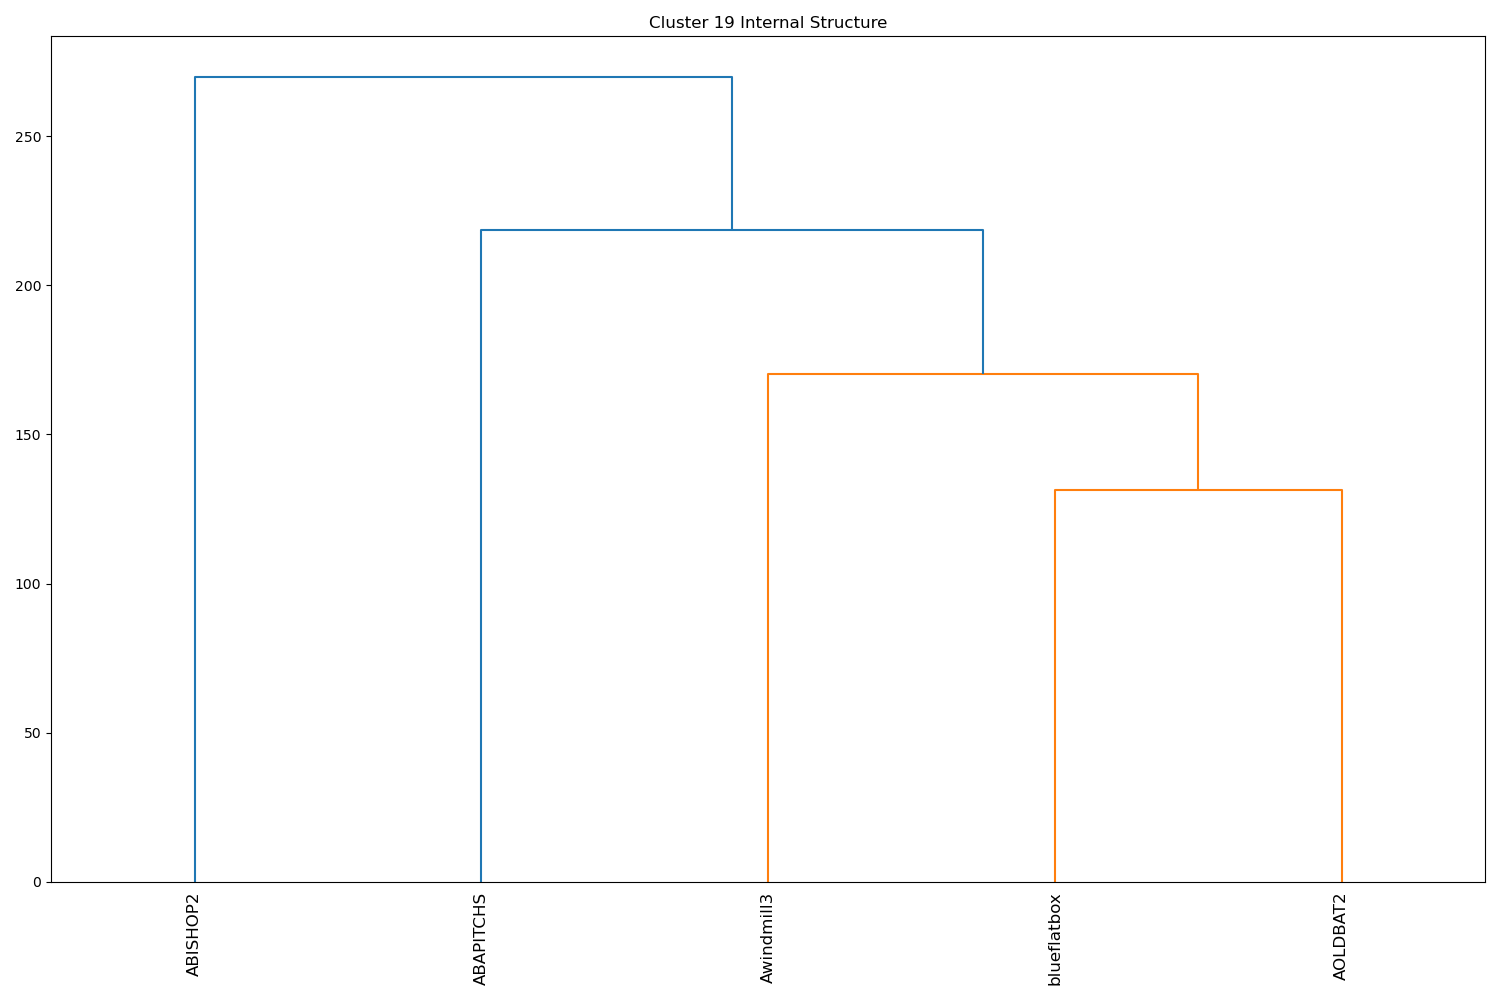 Cluster 19 Internal Structure
250
200
150
100
50
0
ABISHOP2
ABAPITCHS
Awindmill3
blueflatbox
AOLDBAT2